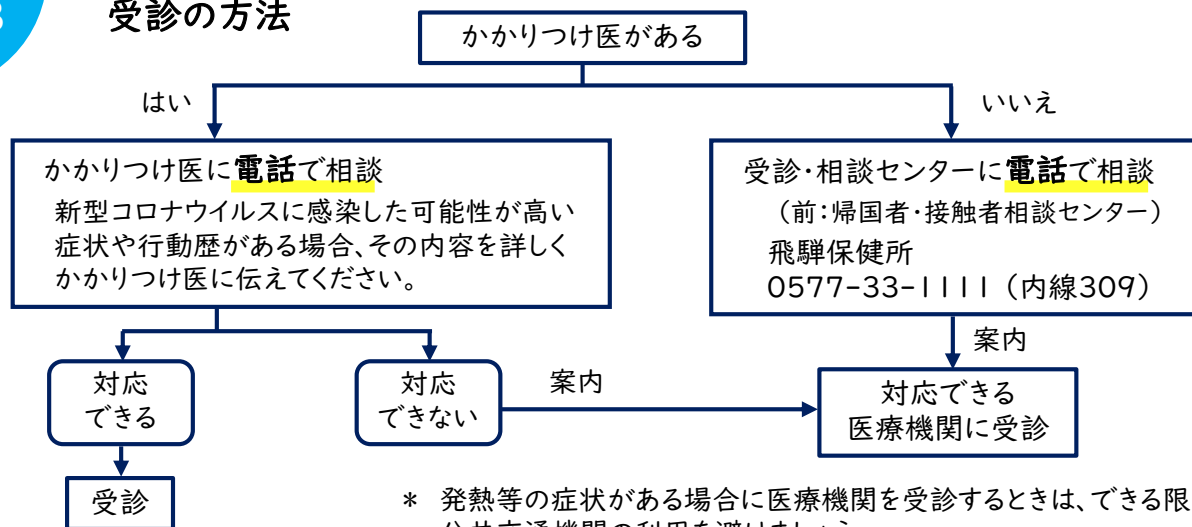 受診の方法
かかりつけ医がある
はい
いいえ
かかりつけ医に電話で相談
新型コロナウイルスに感染した可能性が高い
症状や行動歴がある場合、その内容を詳しく
かかりつけ医に伝えてください。
受診・相談センターに電話で相談
（前：帰国者・接触者相談センター）
飛騨保健所
0577-33-1111（内線309）
対応
できる
対応
できない
案内
案内
対応できる
医療機関に受診
受診
* 発熱等の症状がある場合に医療機関を受診するときは、できる限